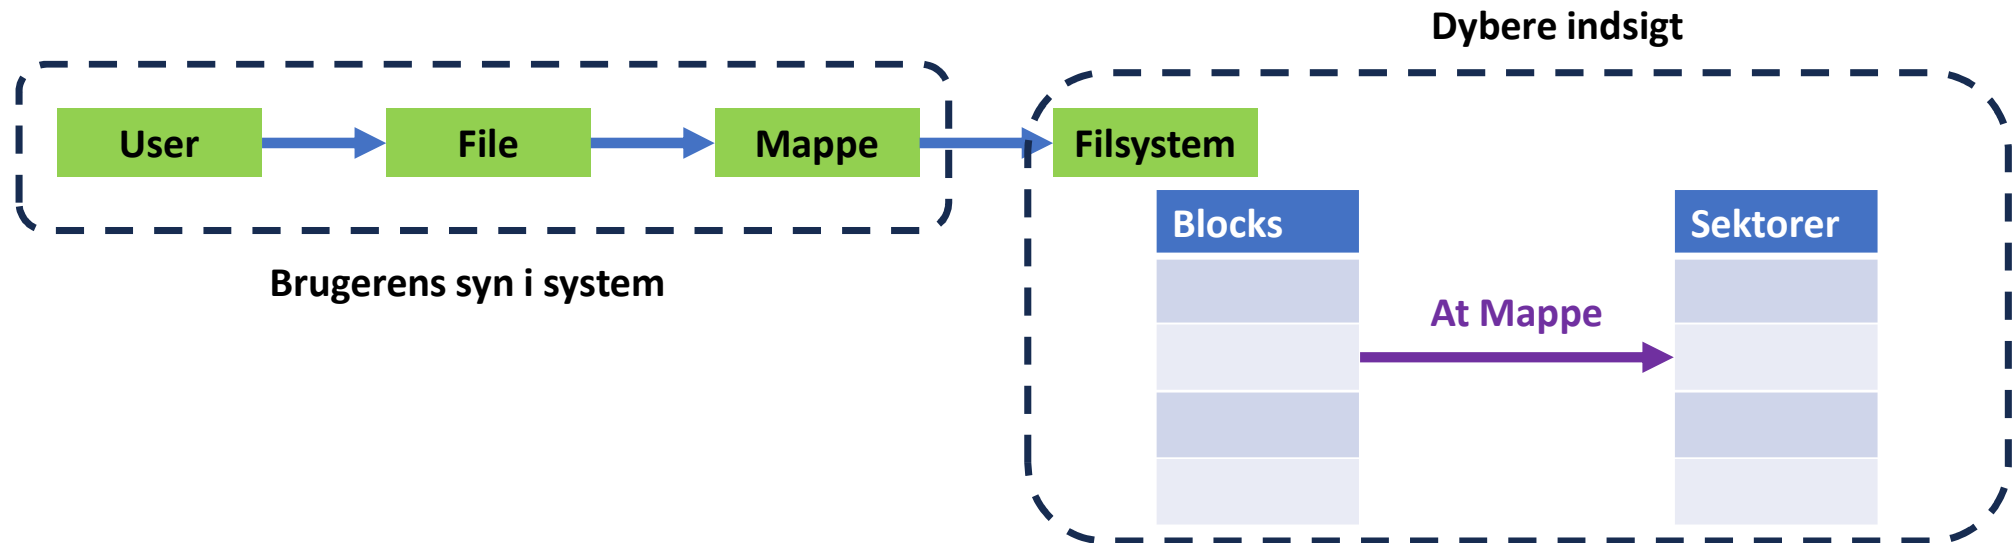 Dybere indsigt
User
File
Mappe
Filsystem
Blocks
Sektorer
Brugerens syn i system
At Mappe